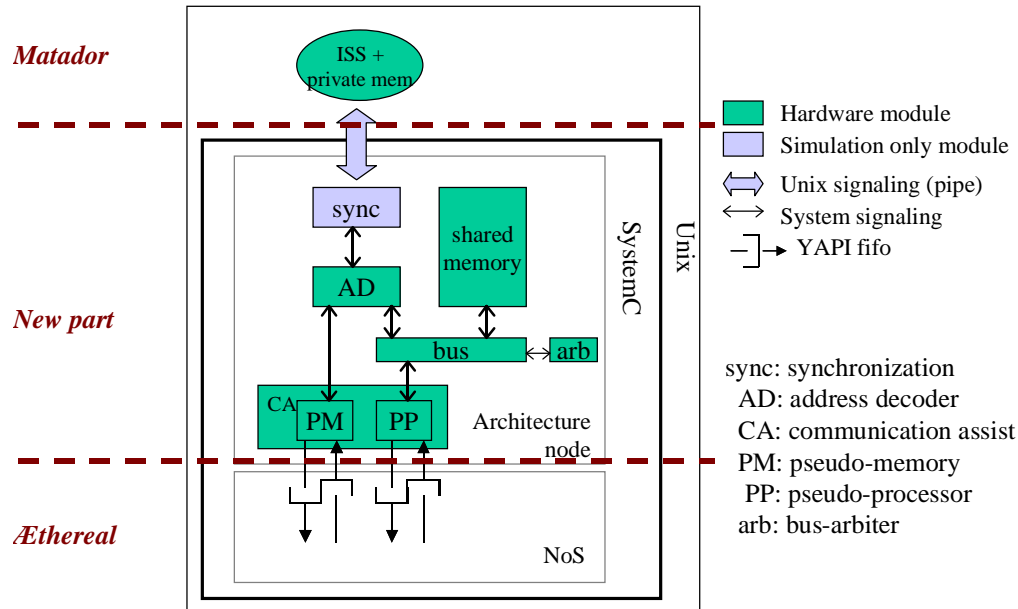 Matador
ISS +
private mem
Hardware module
Simulation only module
Unix signaling (pipe)
System signaling
YAPI fifo
sync
shared
memory
SystemC
Unix
AD
New part
bus
arb
CA
PM
PP
Architecture
node
sync: synchronization
AD: address decoder
CA: communication assist
PM: pseudo-memory
PP: pseudo-processor
arb: bus-arbiter
Æthereal
NoS